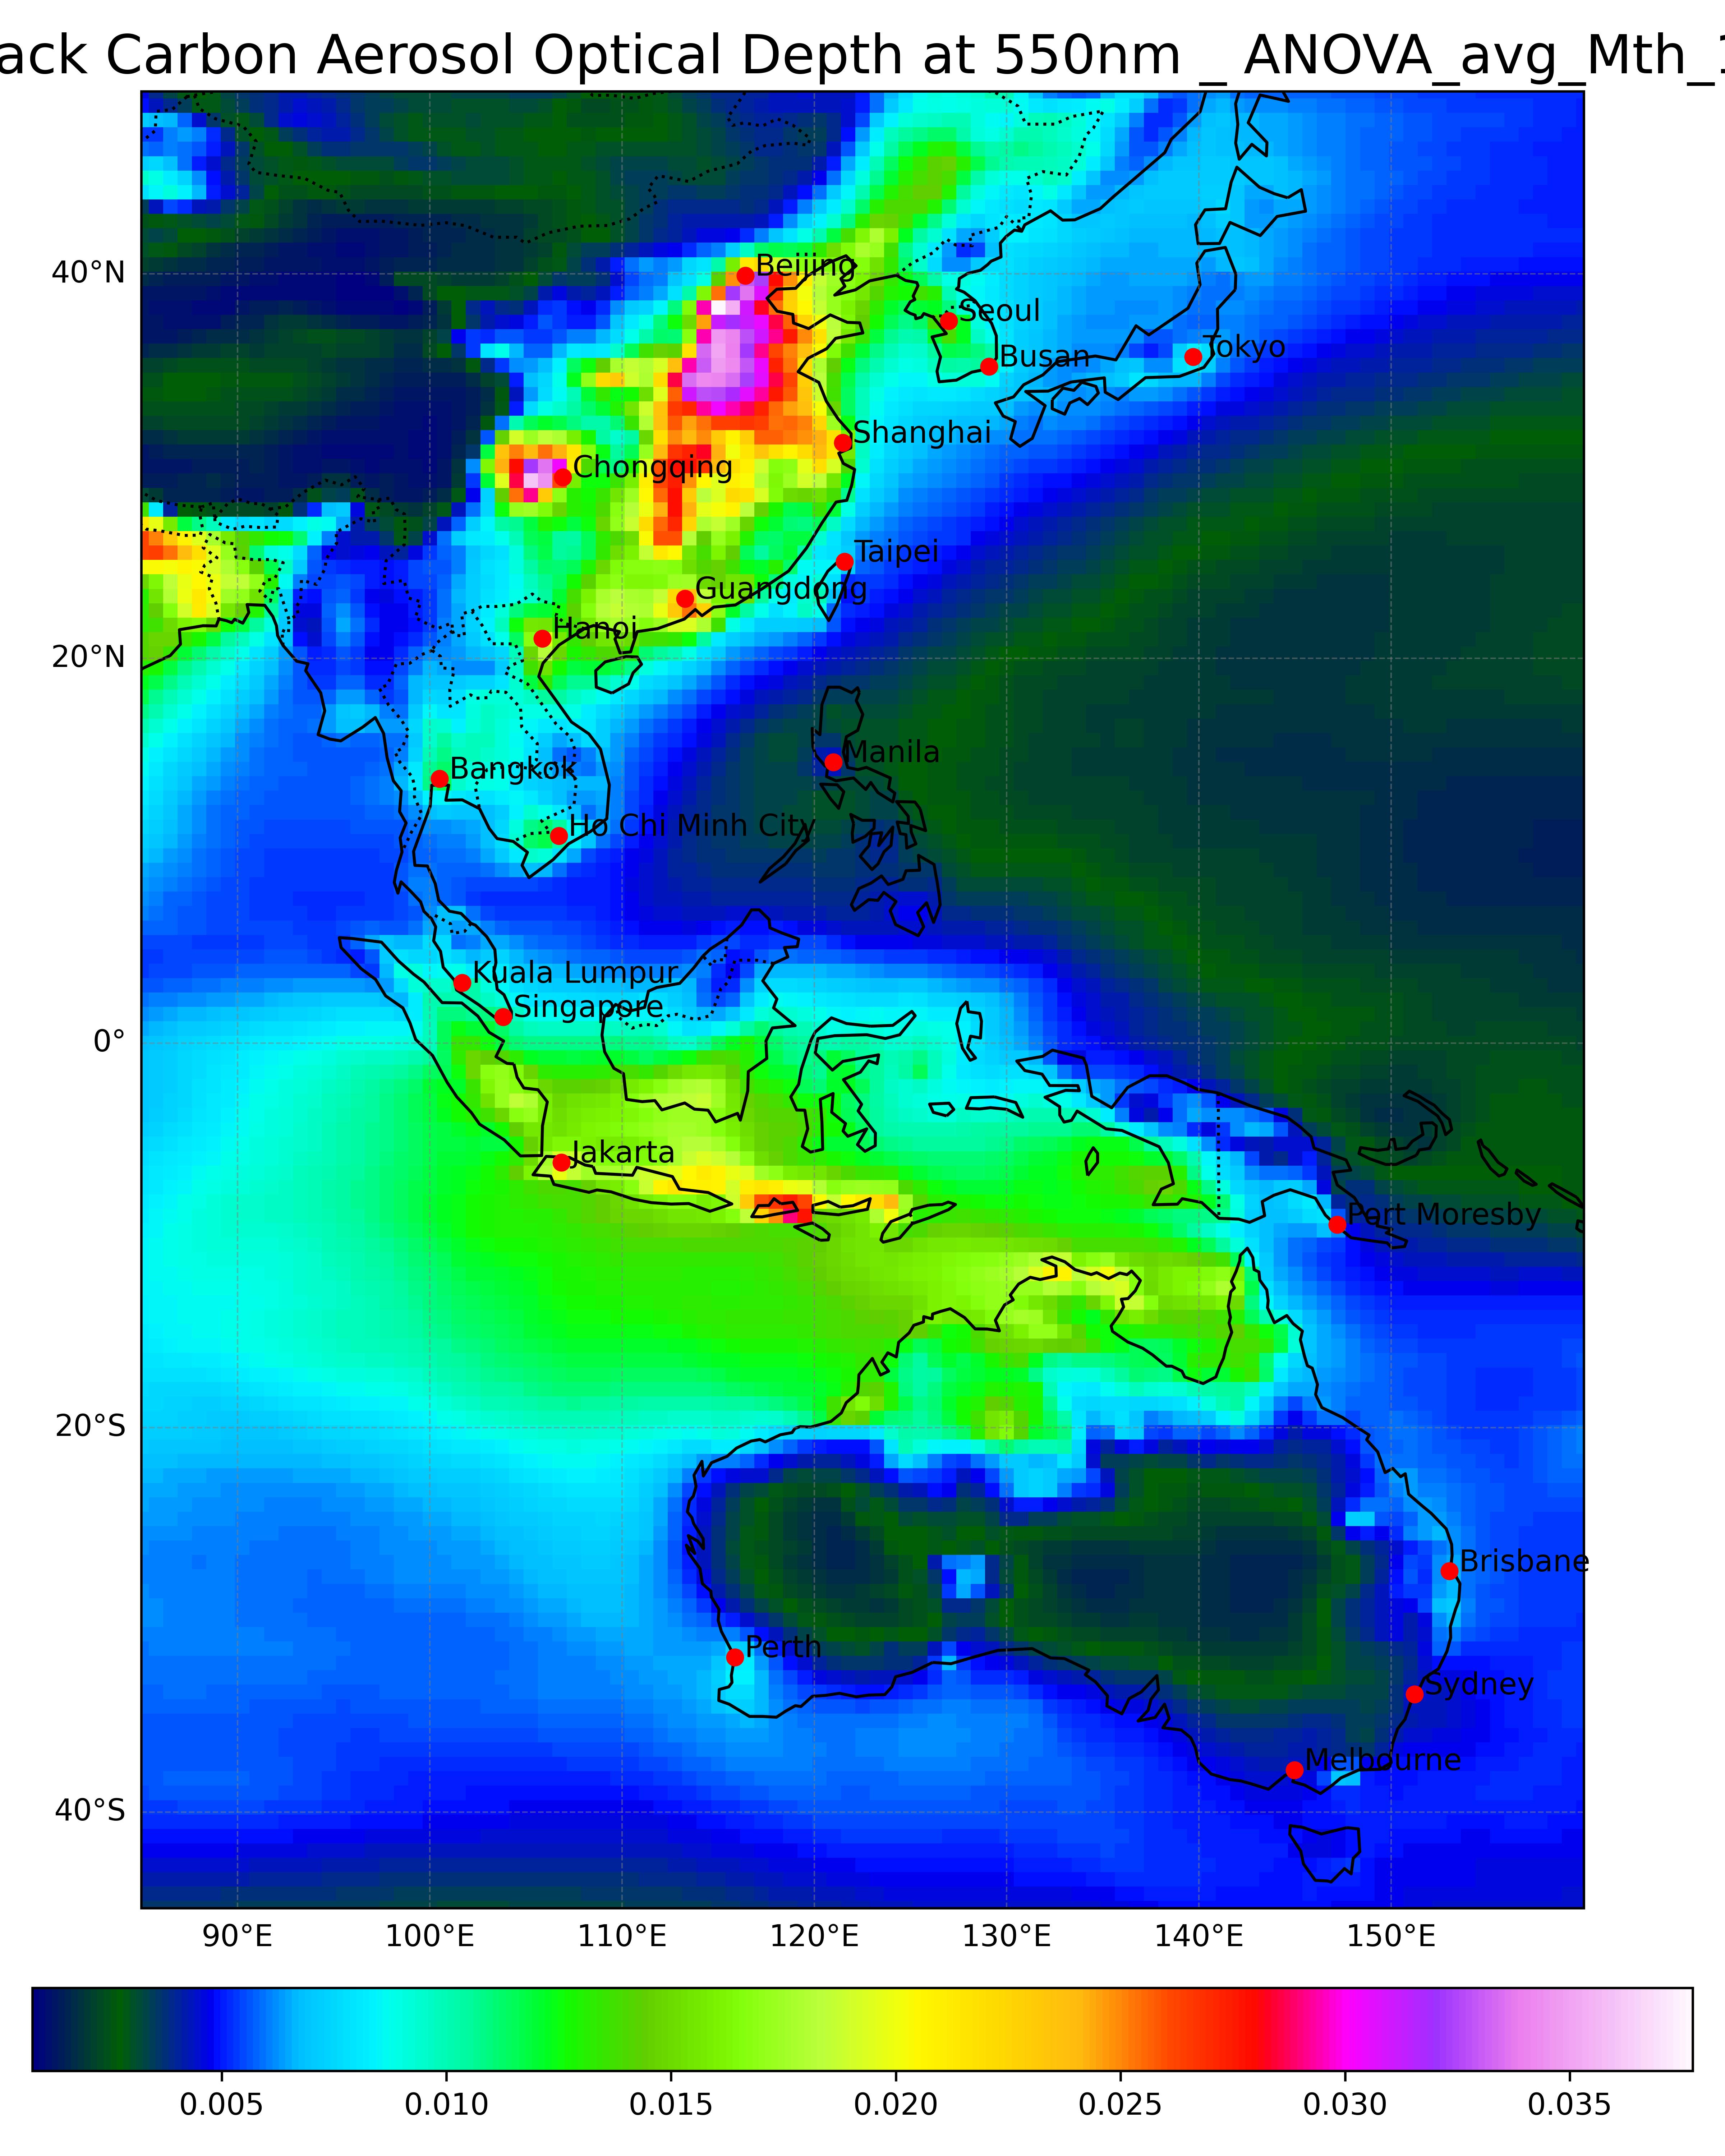 ack Carbon Aerosol Optical Depth at 550nm _ ANOVA_avg_Mth_1
40°N
20°N
0°
20°S
40°S
Beijing
Seoul
Busan
Tokyo
Shanghai
Chongqing
Taipei
Guangdong
Hanoi
Manila
Bangkok
Ho Chi Minh City
Kuala Lumpur
Singapore
Jakarta
Port Moresby
Brisbane
Perth
Sydney
Melbourne
90°E 100°E 110°E 120°E 130°E 140°E 150°E
0.005 0.010 0.015 0.020 0.025 0.030 0.035